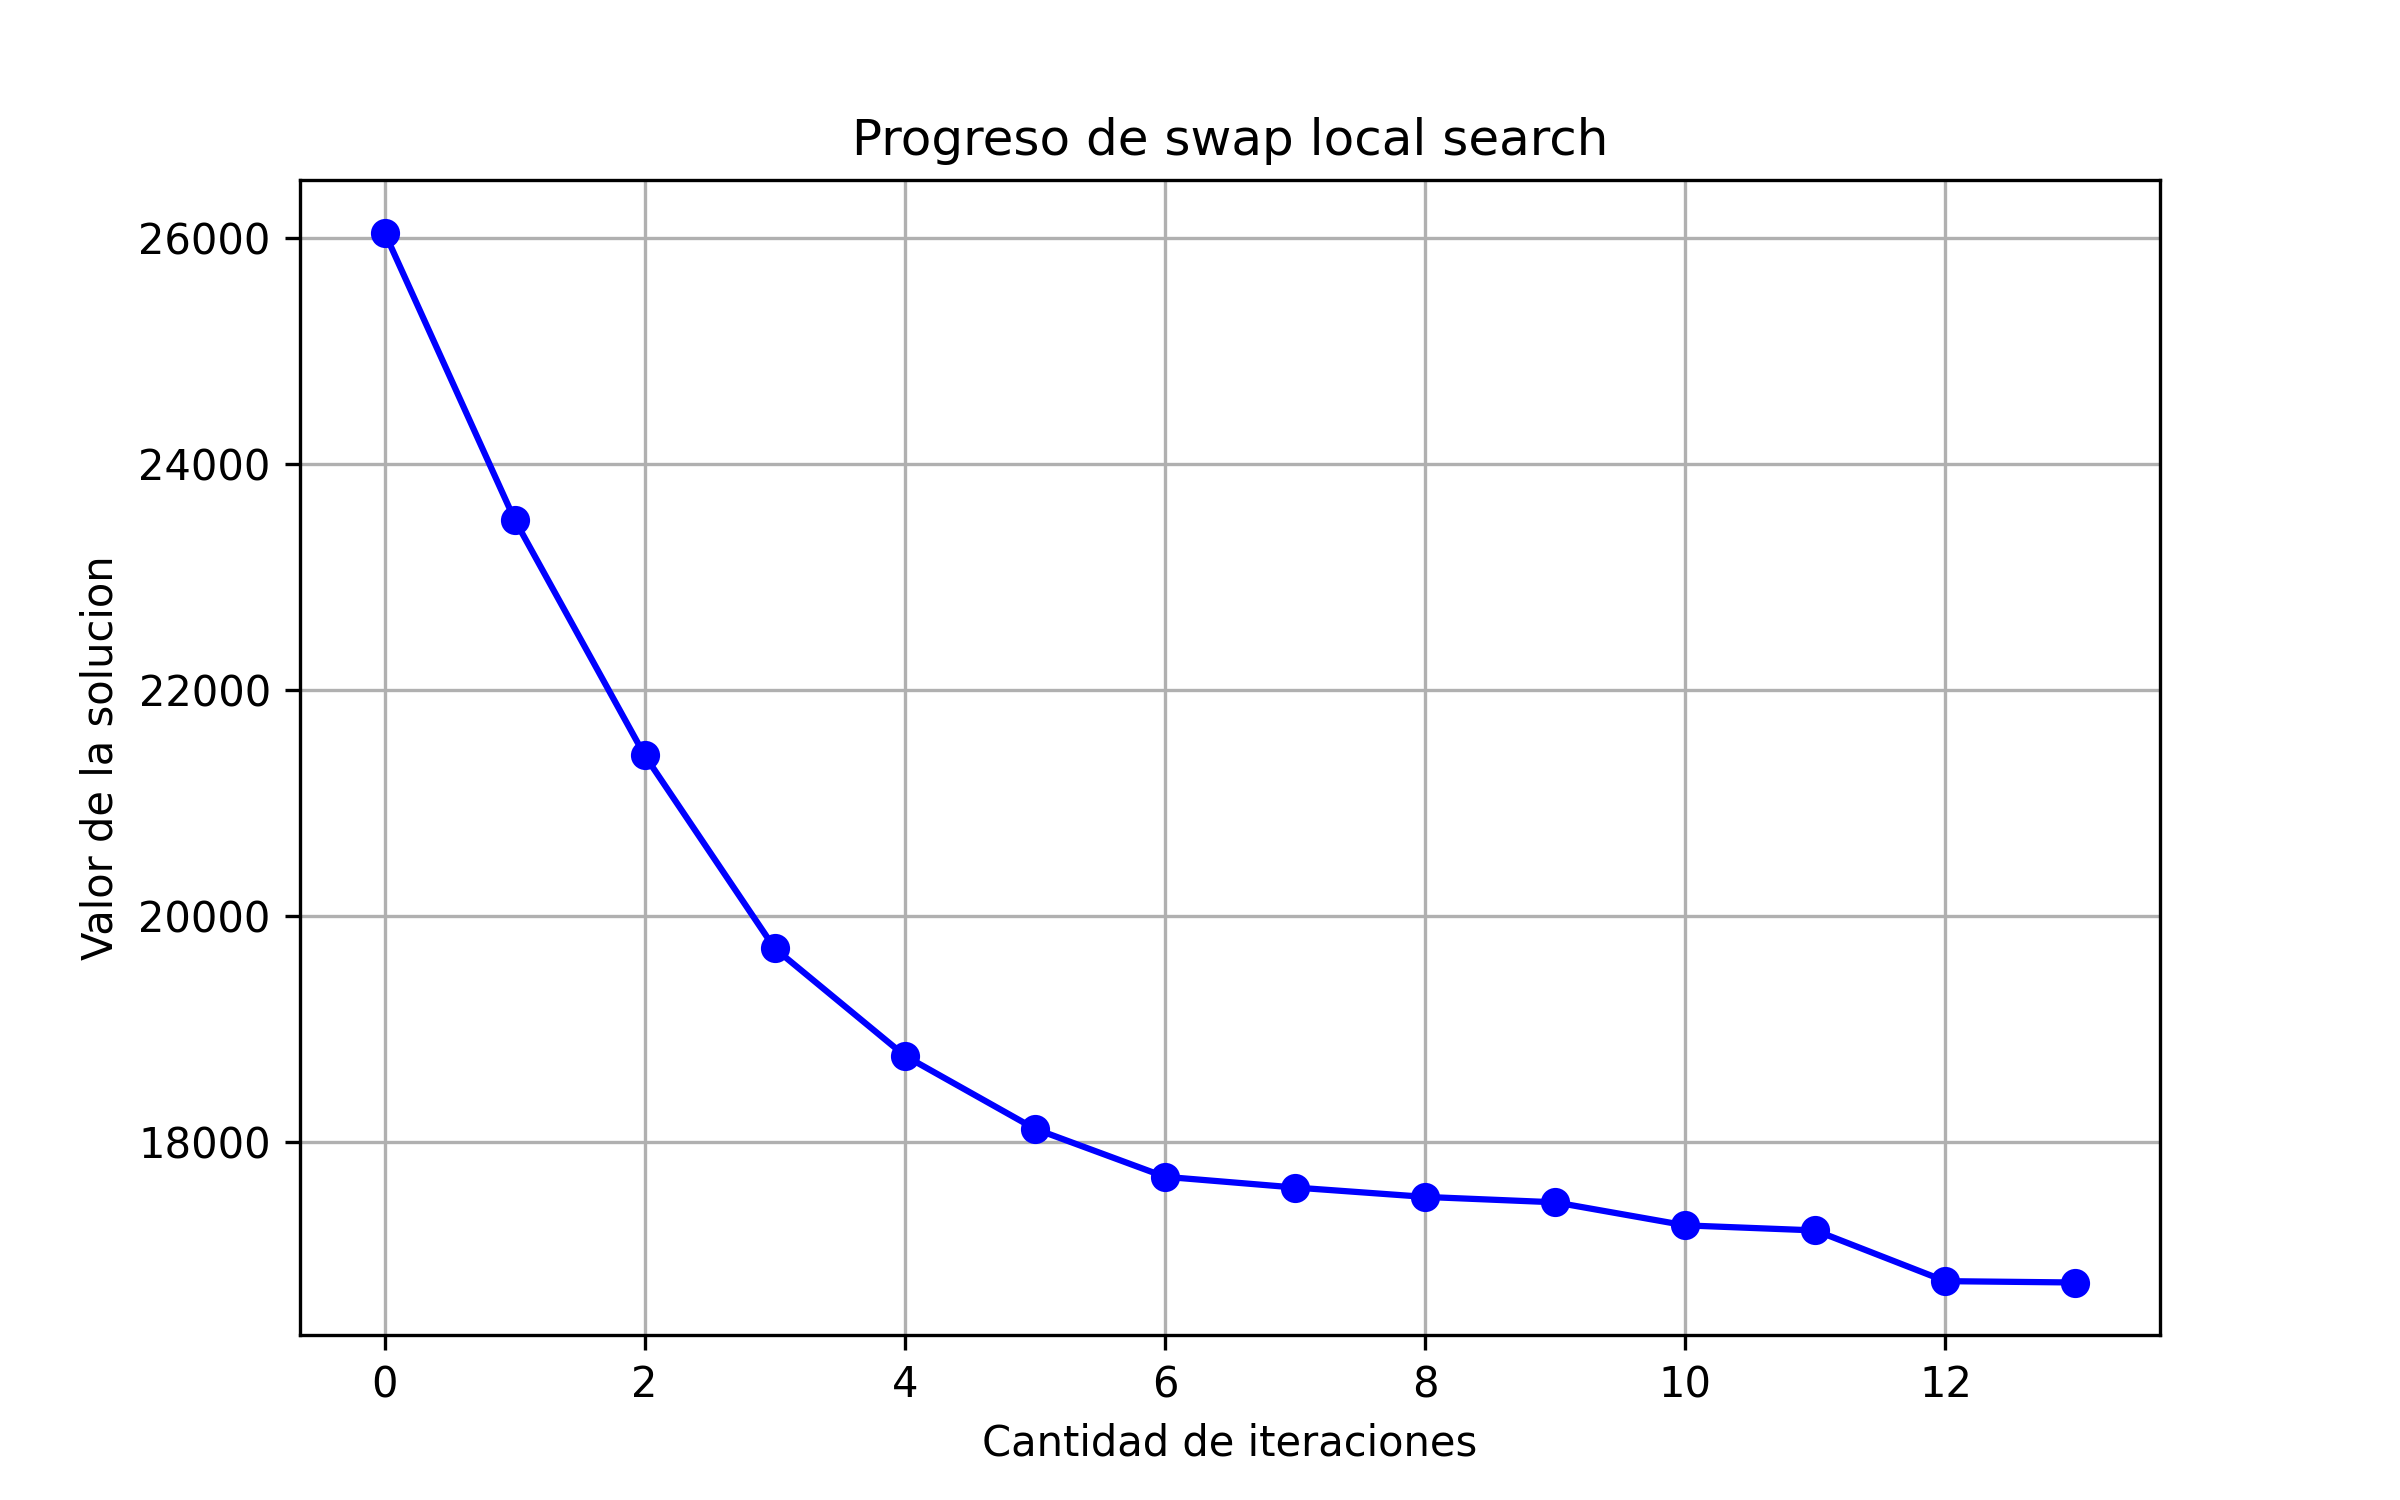 Progreso de swap local search
Valor de la solucion
26000
24000
22000
20000
18000
0 2 4 6 8 10 12
Cantidad de iteraciones